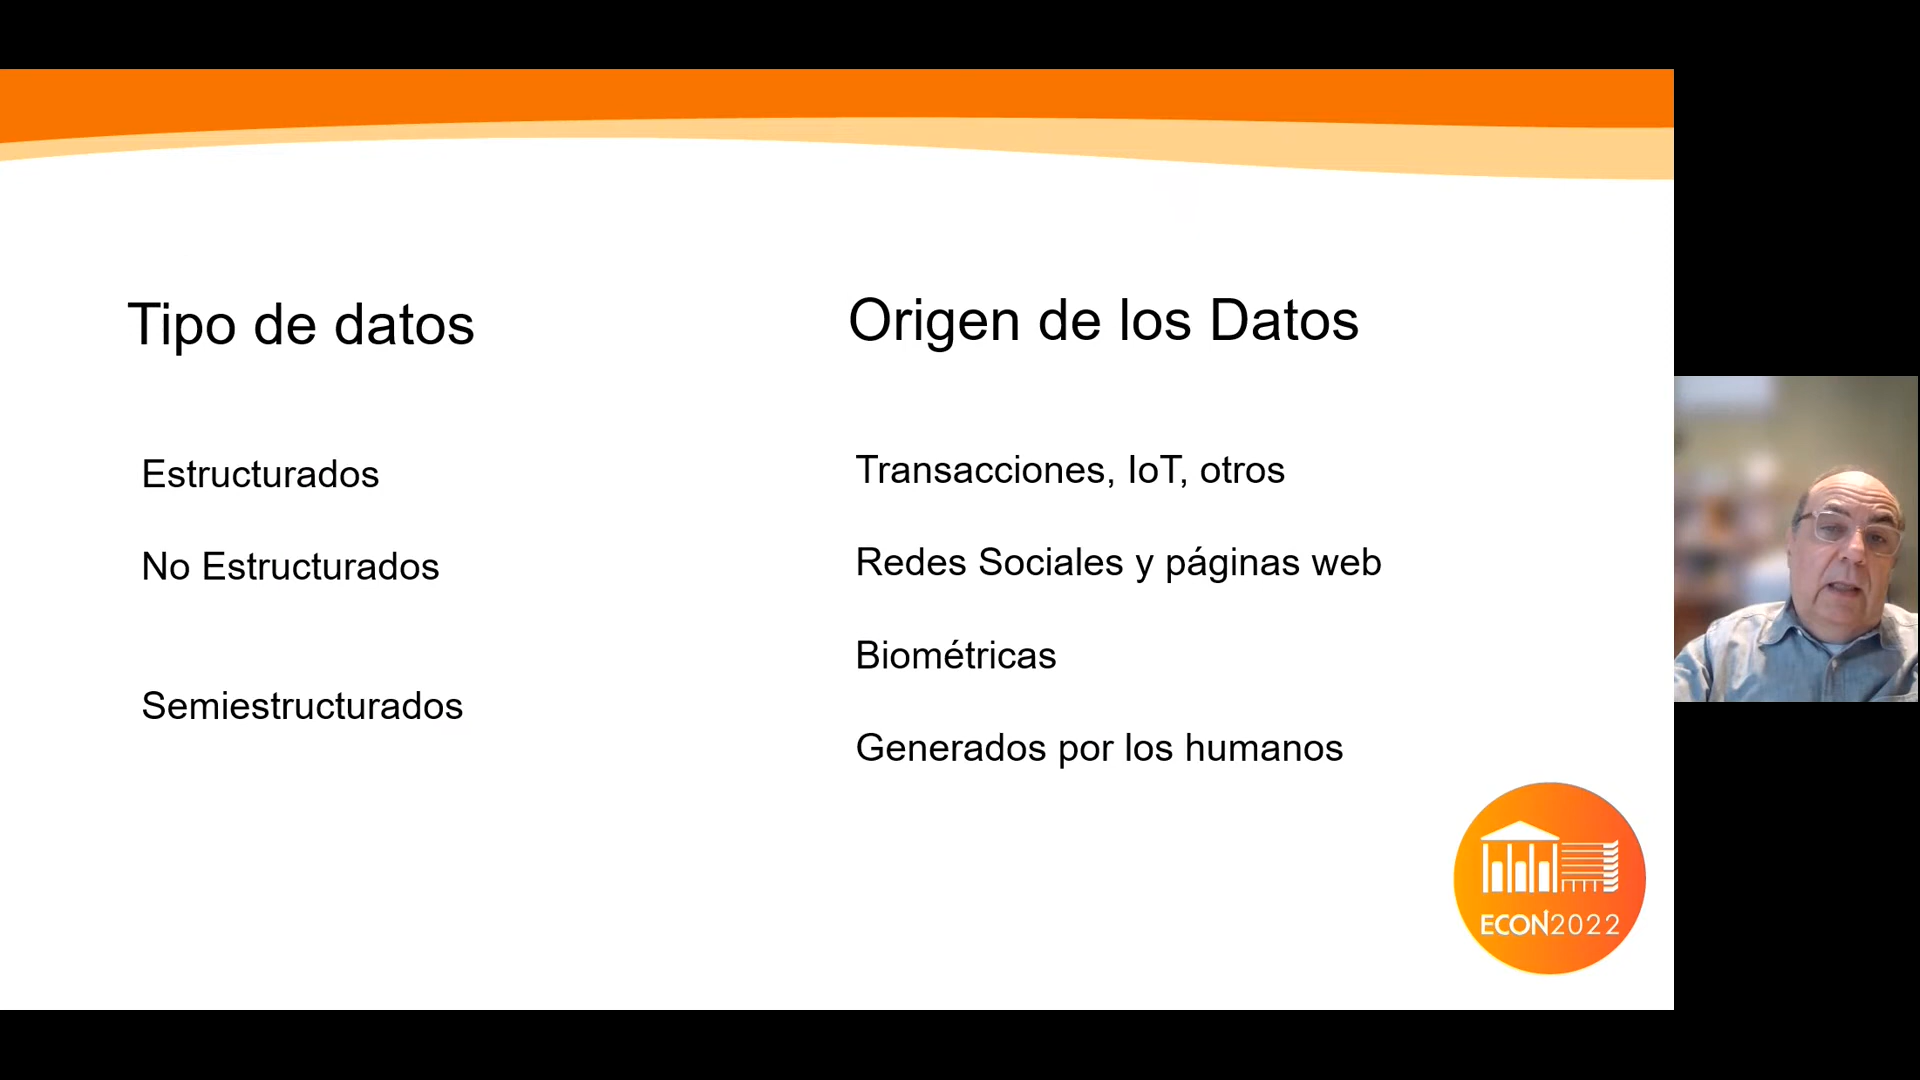 Tipo de datos
Estructurados
No Estructurados
Semiestructurados
Origen de los Datos
Transacciones, IoT, otros
Redes Sociales y páginas web
Biométricas
Generados por los humanos
ECON2022